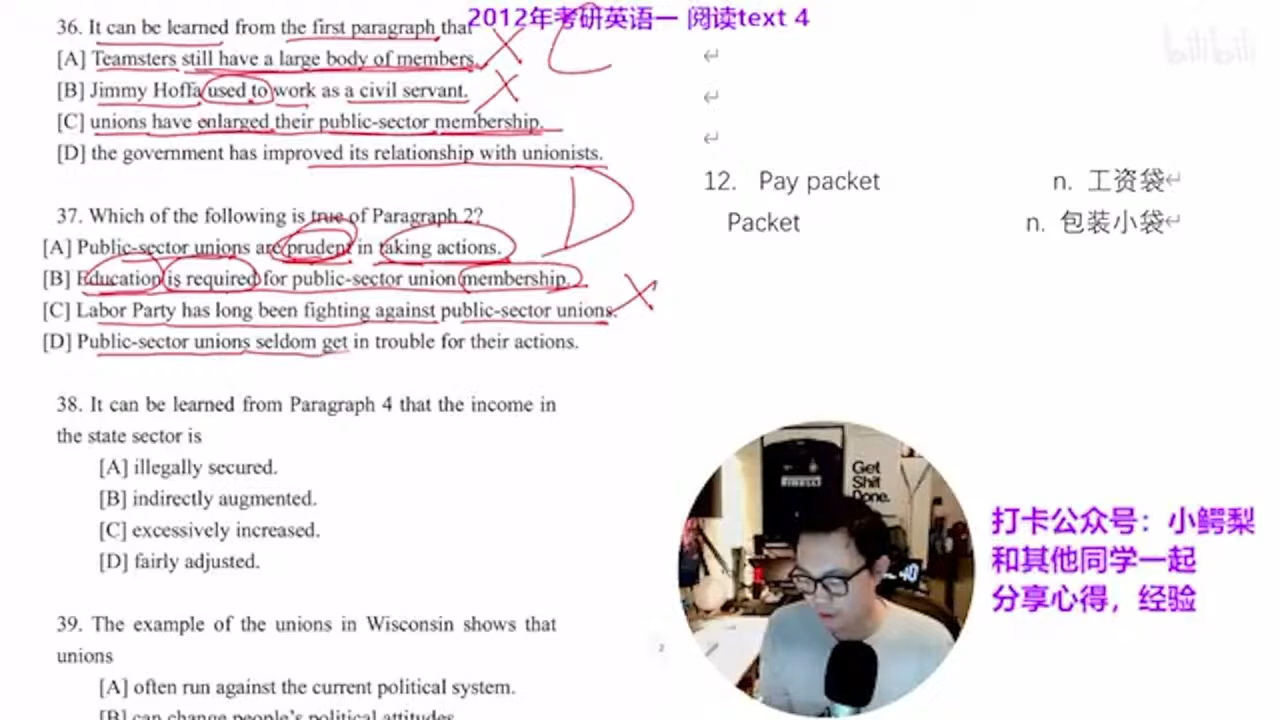 2012年考研英语一 阅读text 4
bilibili
36. It can be learned from the first paragraph that
[A] Teamsters still have a large body of members.
[B] Jimmy Hoffa used to work as a civil servant.
[C] unions have enlarged their public-sector membership.
[D] the government has improved its relationship with unionists.
C
37. Which of the following is true of Paragraph 2?
[A] Public-sector unions are prudent in taking actions.
[B] Education is required for public-sector union membership.
[C] Labor Party has long been fighting against public-sector unions.
[D] Public-sector unions seldom get in trouble for their actions.
D
38. It can be learned from Paragraph 4 that the income in
the state sector is
[A] illegally secured.
[B] indirectly augmented.
[C] excessively increased.
[D] fairly adjusted.
39. The example of the unions in Wisconsin shows that
unions
[A] often run against the current political system.
[B] can change people's political attitudes.
12. Pay packet n. 工资袋
Packet n. 包装小袋
PIRELLI
Get
Shit
Done.
40
2
打卡公众号：小鳄梨
和其他同学一起
分享心得，经验